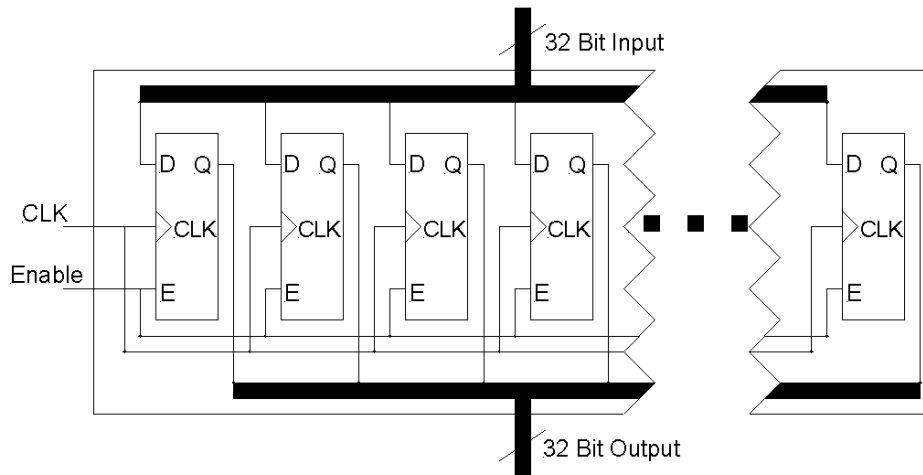 32 Bit Input
D Q D Q D Q D Q D Q
CLK
CLK CLK CLK CLK CLK
Enable
E E E E E
32 Bit Output